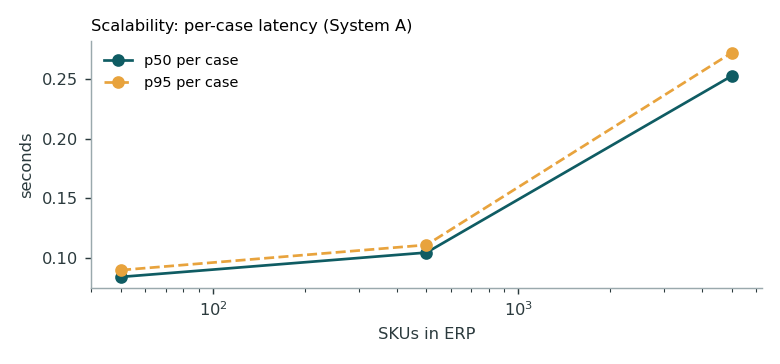 Scalability: per-case latency (System A)
p50 per case
p95 per case
0.25
0.20
0.15
0.10
seconds
10²
10³
SKUs in ERP